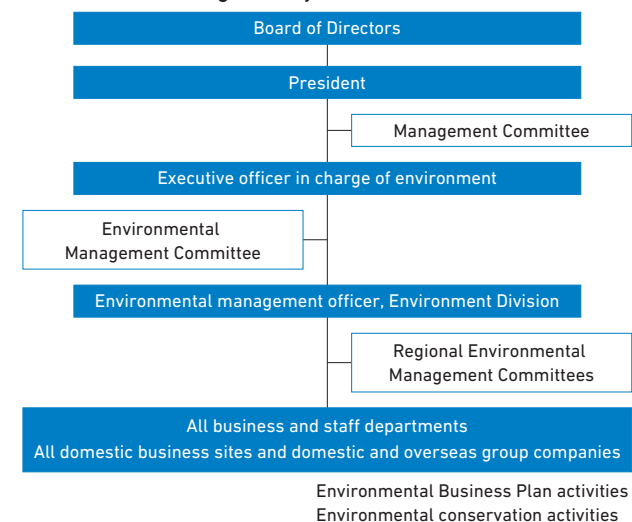 Board of Directors
President
Management Committee
Executive officer in charge of environment
Environmental
Management Committee
Environmental management officer, Environment Division
Regional Environmental
Management Committees
All business and staff departments
All domestic business sites and domestic and overseas group companies
Environmental Business Plan activities
Environmental conservation activities